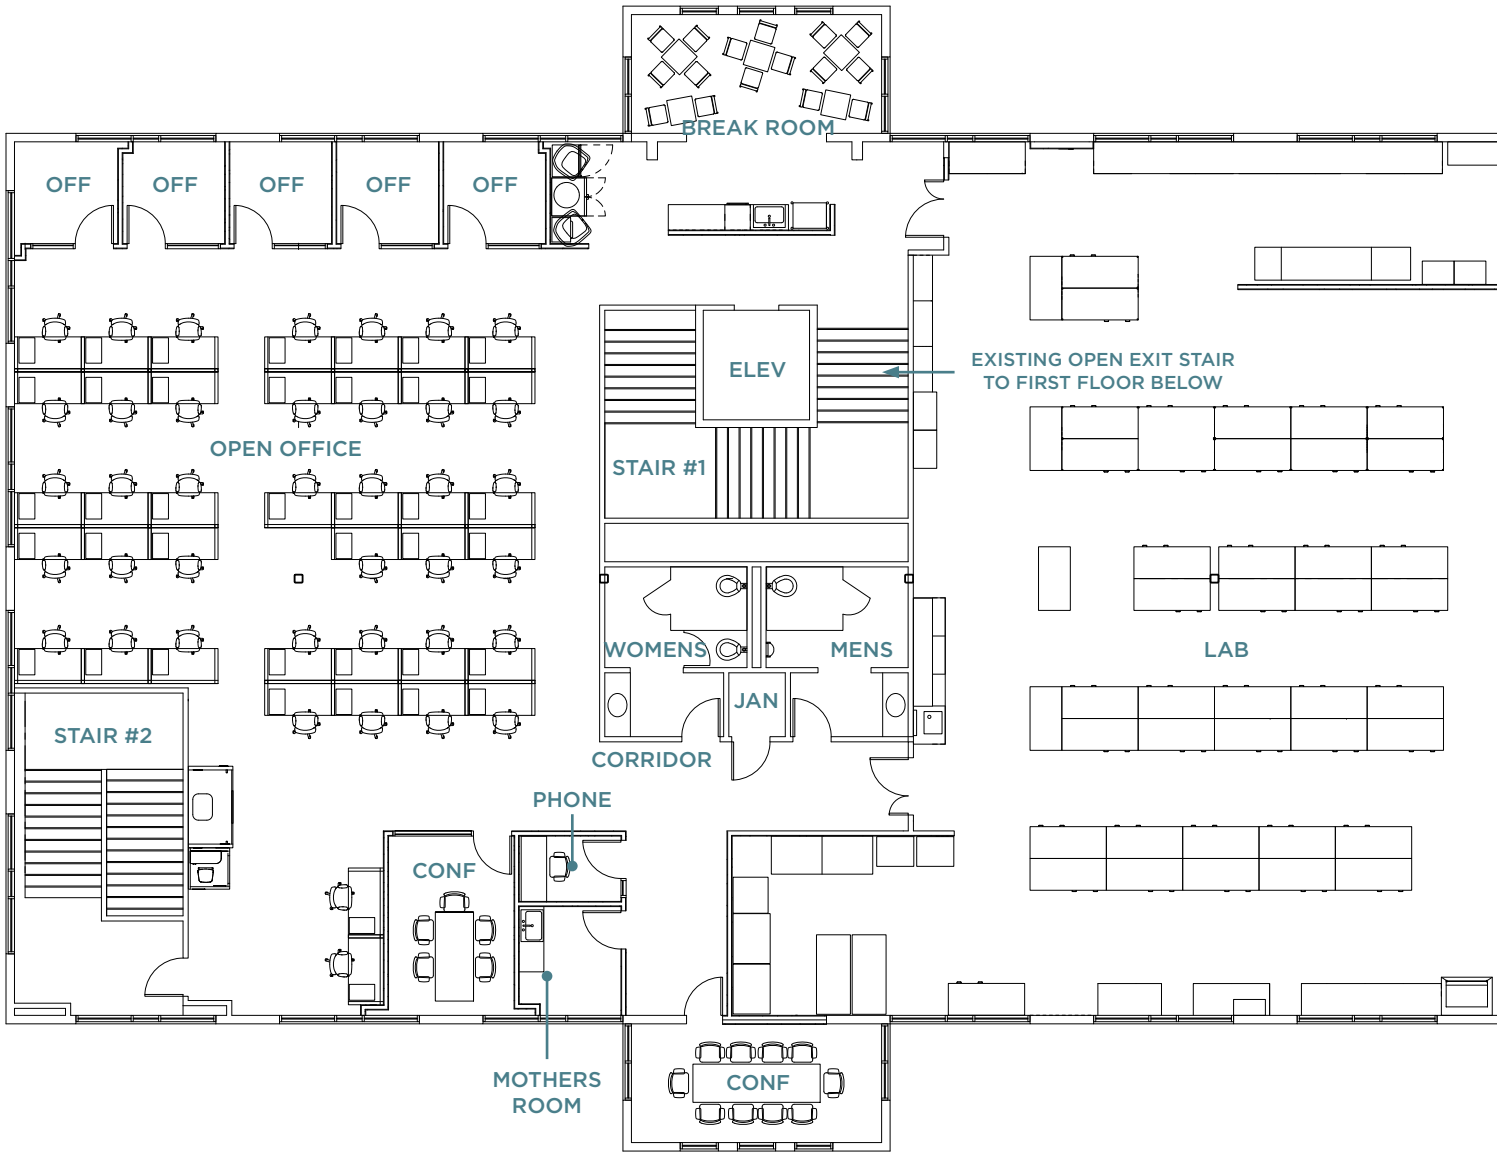 BREAK ROOM
OFF
OFF
OFF
OFF
OFF
ELEV
EXISTING OPEN EXIT STAIR
TO FIRST FLOOR BELOW
OPEN OFFICE
STAIR #1
WOMENS
MENS
LAB
JAN
STAIR #2
CORRIDOR
PHONE
CONF
MOTHERS
ROOM
CONF